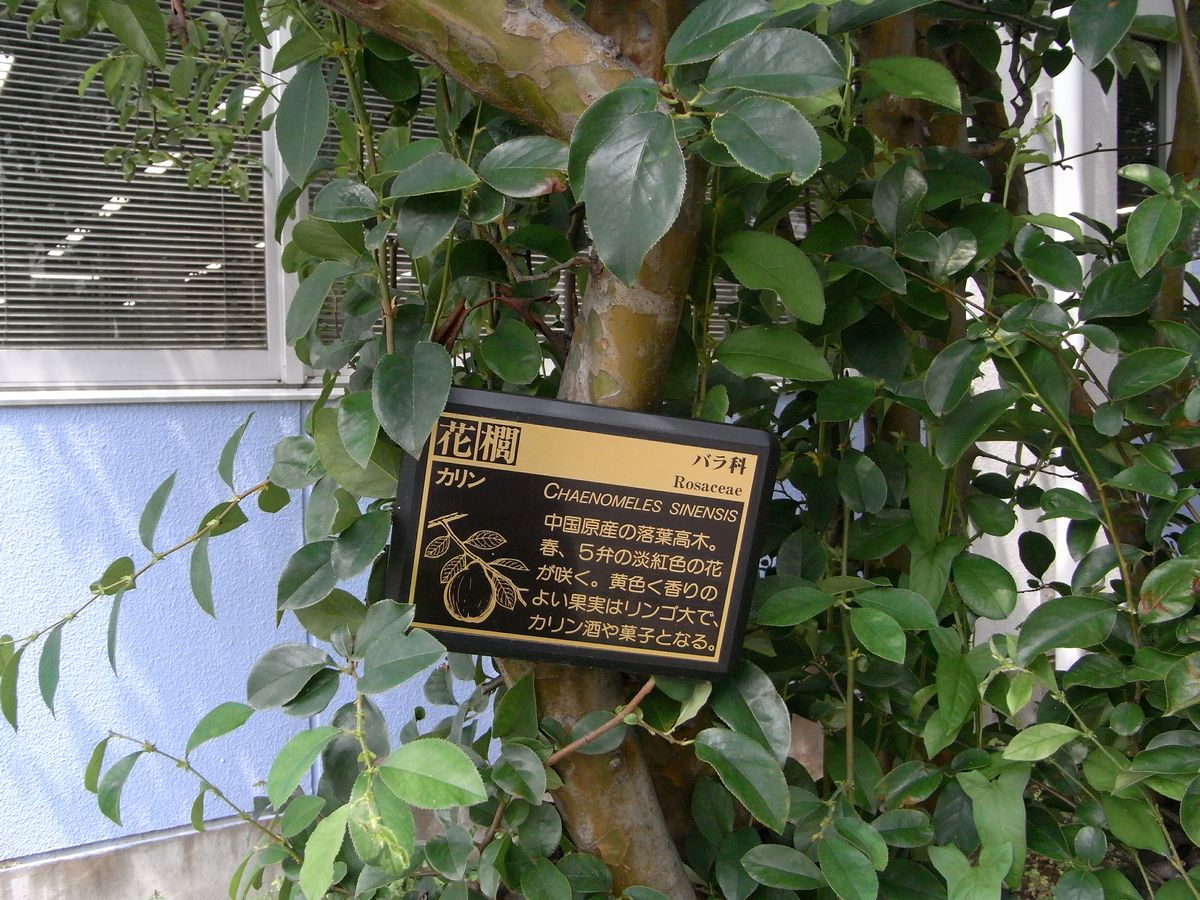 花櫚
バラ科
カリン
Rosaceae
CHAENOMELES SINENSIS
中国原産の落葉高木。
春、5弁の淡紅色の花
が咲く。黄色く香りの
よい果実はリンゴ大で、
カリン酒や菓子となる。